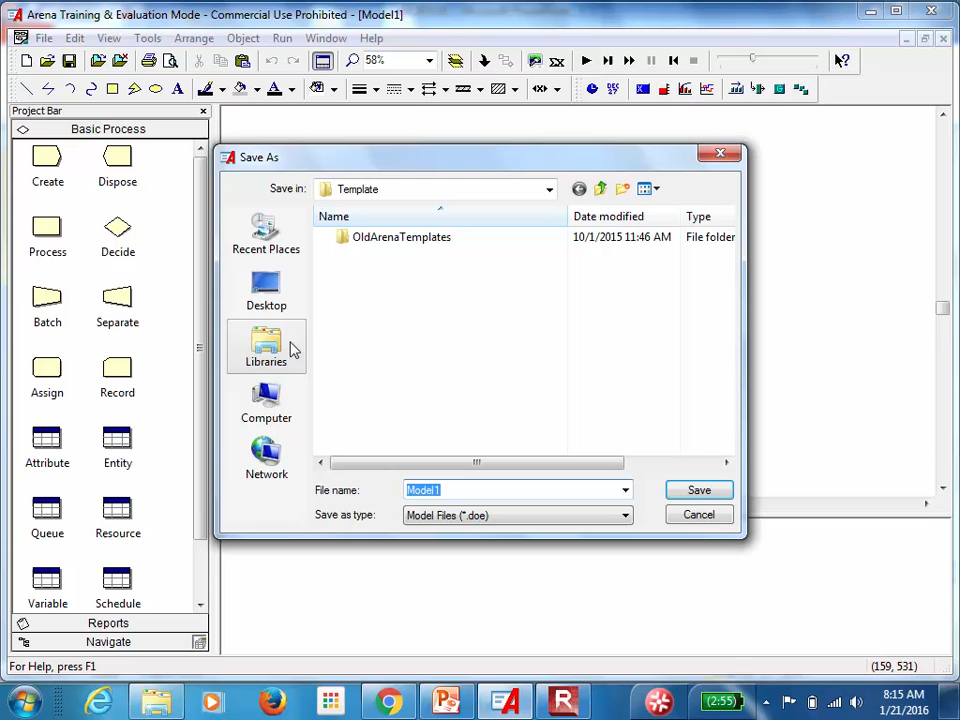 Arena Training & Evaluation Mode - Commercial Use Prohibited - [Model1]
File Edit View Tools Arrange Object Run Window Help
58%
Project Bar
Basic Process
Create Dispose
Process Decide
Batch Separate
Assign Record
Attribute Entity
Queue Resource
Variable Schedule
Reports
Navigate
Save As
Save in: Template
Name Date modified Type
OldArenaTemplates 10/1/2015 11:46 AM File folder
Recent Places
Desktop
Libraries
Computer
Network
File name: Model1 Save
Save as type: Model Files (*.doe) Cancel
For Help, press F1 (159, 531)
(2:55) 8:15 AM
1/21/2016